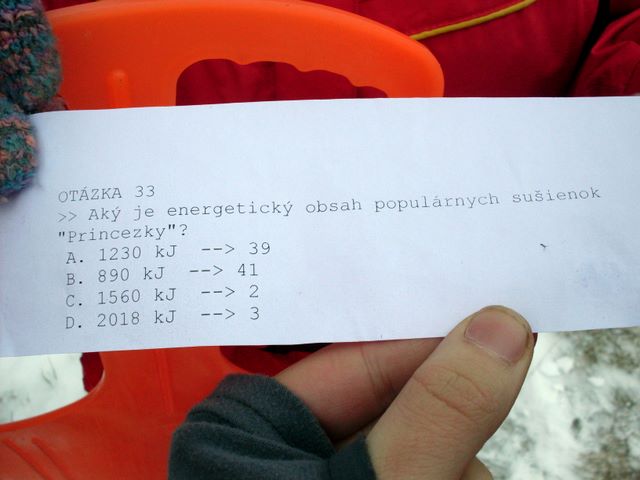 OTÁZKA 33
>> Aký je energetický obsah populárnych sušienok
"Princezky"?
A. 1230 kJ --> 39
B. 890 kJ --> 41
C. 1560 kJ --> 2
D. 2018 kJ --> 3